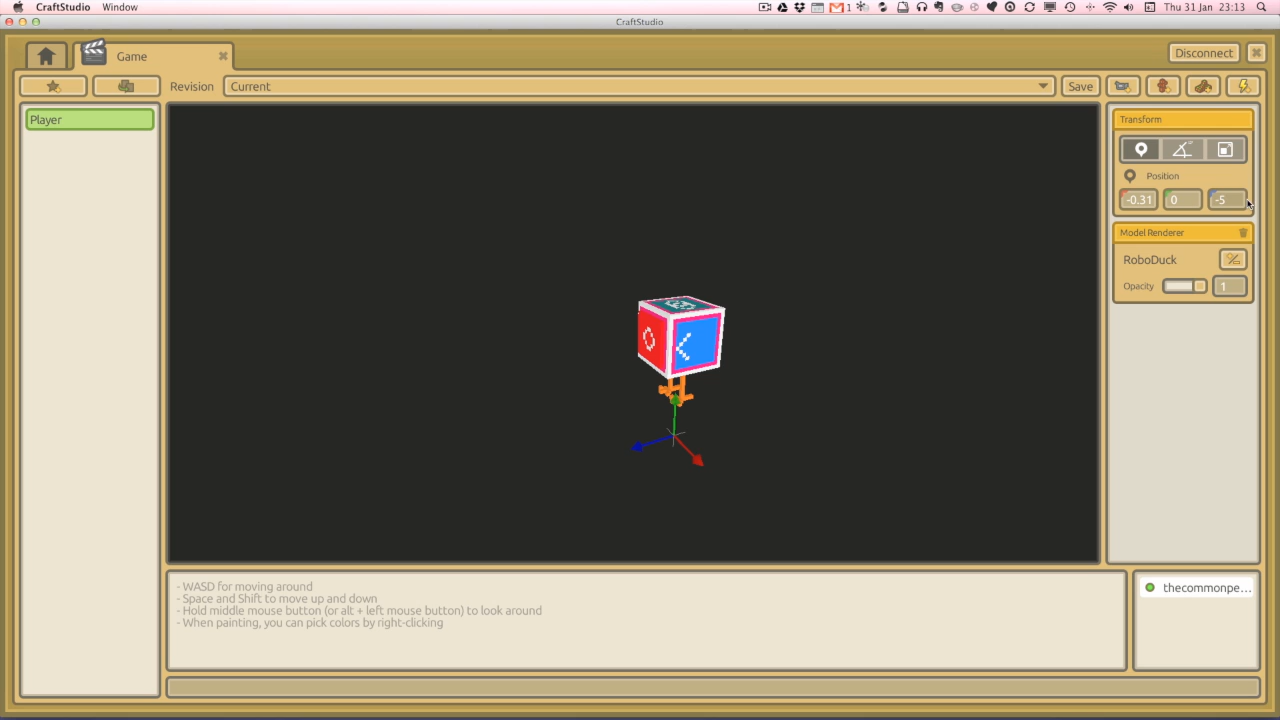 CraftStudio Window 1 Thu 31 Jan 23:13
CraftStudio
Game
Disconnect
Revision
Current
Save
Player
Transform
Position
-0.31 0 -5
Model Renderer
RoboDuck
Opacity 1
- WASD for moving around
- Space and Shift to move up and down
- Hold middle mouse button (or alt + left mouse button) to look around
- When painting, you can pick colors by right-clicking
thecommonpe...